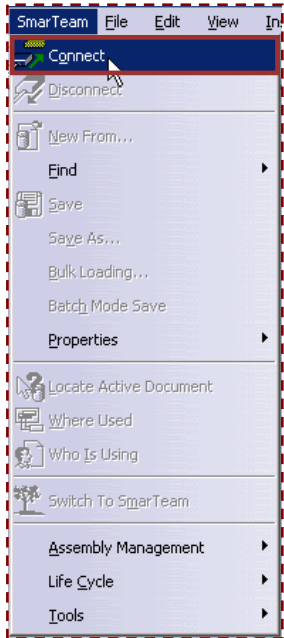 SmarTeam File Edit View In
Connect
Disconnect
New From...
Find
Save
Save As...
Bulk Loading...
Batch Mode Save
Properties
Locate Active Document
Where Used
Who Is Using
Switch To SmarTeam
Assembly Management
Life Cycle
Tools